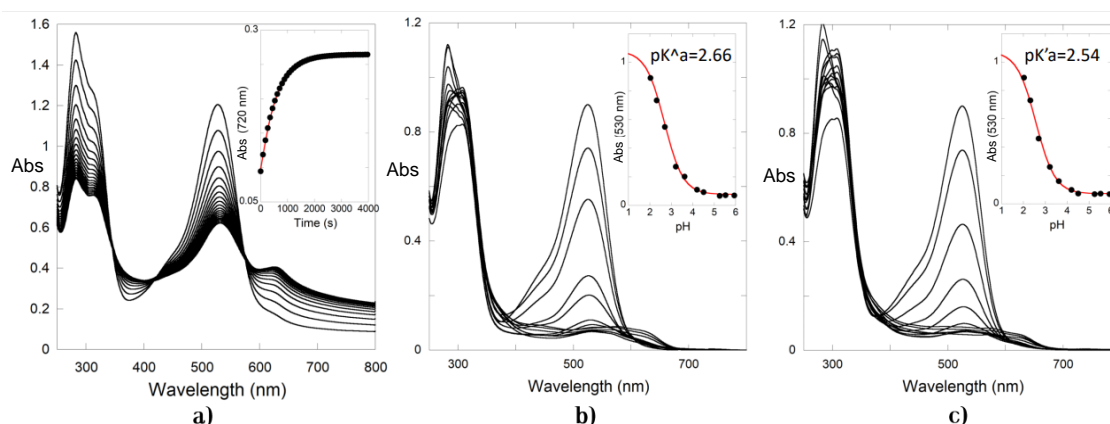 1.6
1.4
1.2
1
0.8
0.6
0.4
0.2
0
Abs
300 400 500 600 700 800
Wavelength (nm)
a)
0.3
0.05
Abs (720 nm)
0 1000 2000 3000 4000
Time (s)
1.2
0.8
0.4
0
Abs
300 500 700
Wavelength (nm)
b)
pK^a=2.66
1
0
Abs (530 nm)
1 2 3 4 5 6
pH
1.2
0.8
0.4
0
Abs
300 500 700
Wavelength (nm)
c)
pK'a=2.54
1
0
Abs (530 nm)
1 2 3 4 5 6
pH